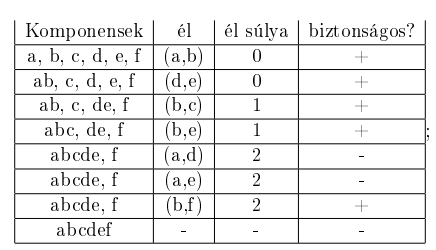 Komponensek él él súlya biztonságos?
a, b, c, d, e, f (a,b) 0 +
ab, c, d, e, f (d,e) 0 +
ab, c, de, f (b,c) 1 +
abc, de, f (b,e) 1 +
abcde, f (a,d) 2 -
abcde, f (a,e) 2 -
abcde, f (b,f) 2 +
abcdef - - -
;